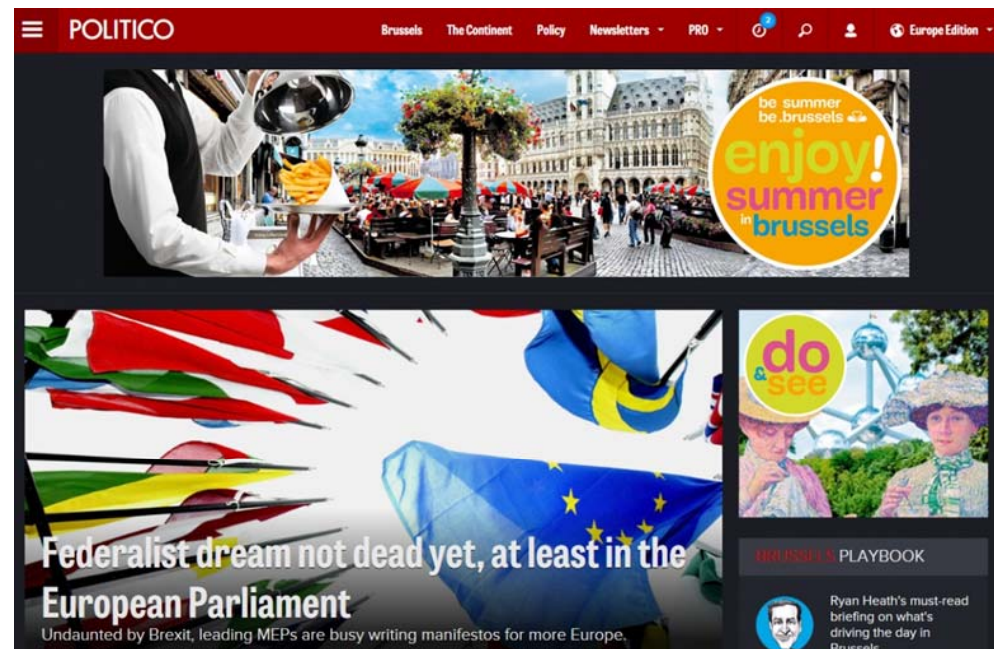 POLITICO
Brussels The Continent Policy Newsletters PRO 2 Europe Edition
be summer
be .brussels
enjoy!
summer
in brussels
do
& see
Federalist dream not dead yet, at least in the
European Parliament
Undaunted by Brexit, leading MEPs are busy writing manifestos for more Europe.
BRUSSELS PLAYBOOK
Ryan Heath's must-read
briefing on what's
driving the day in
Brussels